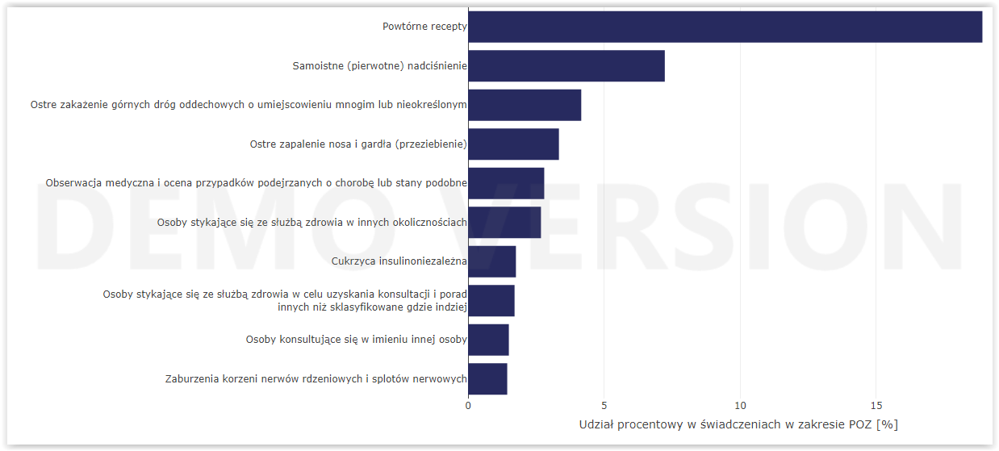 Powtórne recepty
Samoistne (pierwotne) nadciśnienie
Ostre zakażenie górnych dróg oddechowych o umiejscowieniu mnogim lub nieokreślonym
Ostre zapalenie nosa i gardła (przeziebienie)
Obserwacja medyczna i ocena przypadków podejrzanych o chorobę lub stany podobne
DEMO VERSION
Osoby stykające się ze służbą zdrowia w innych okolicznościach
Cukrzyca insulinoniezależna
Osoby stykające się ze służbą zdrowia w celu uzyskania konsultacji i porad
innych niż sklasyfikowane gdzie indziej
Osoby konsultujące się w imieniu innej osoby
Zaburzenia korzeni nerwów rdzeniowych i splotów nerwowych
0 5 10 15
Udział procentowy w świadczeniach w zakresie POZ [%]